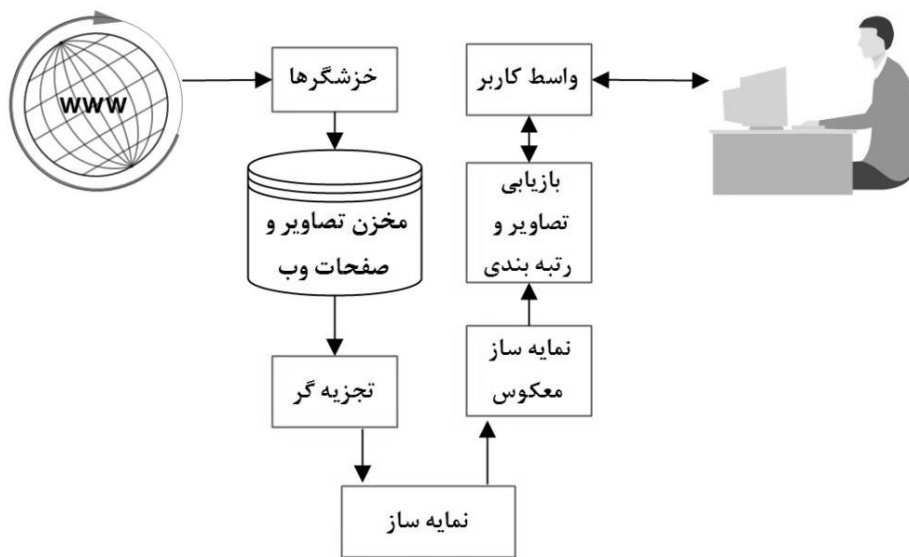 WWW
خزشگرها
مخزن تصاویر و
صفحات وب
تجزیه گر
نمایه ساز
نمایه ساز
معکوس
بازیابی
تصاویر و
رتبه بندی
واسط کاربر